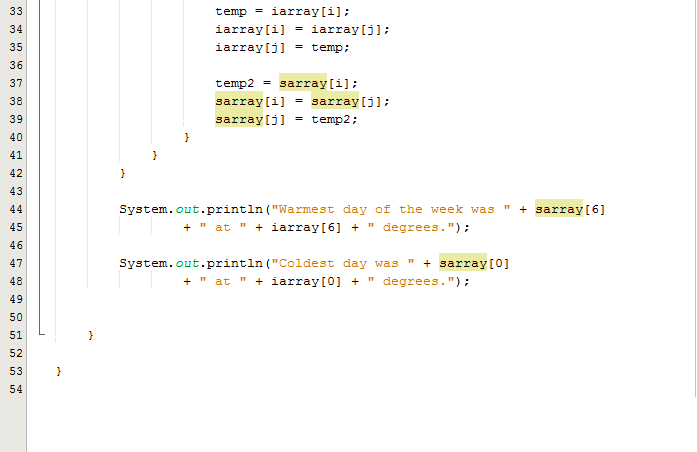 33 temp = iarray[i];
34 iarray[i] = iarray[j];
35 iarray[j] = temp;
36
37 temp2 = sarray[i];
38 sarray[i] = sarray[j];
39 sarray[j] = temp2;
40 }
41 }
42 }
43
44 System.out.println("Warmest day of the week was " + sarray[6]
45 + " at " + iarray[6] + " degrees.");
46
47 System.out.println("Coldest day was " + sarray[0]
48 + " at " + iarray[0] + " degrees.");
49
50
51 }
52
53 }
54